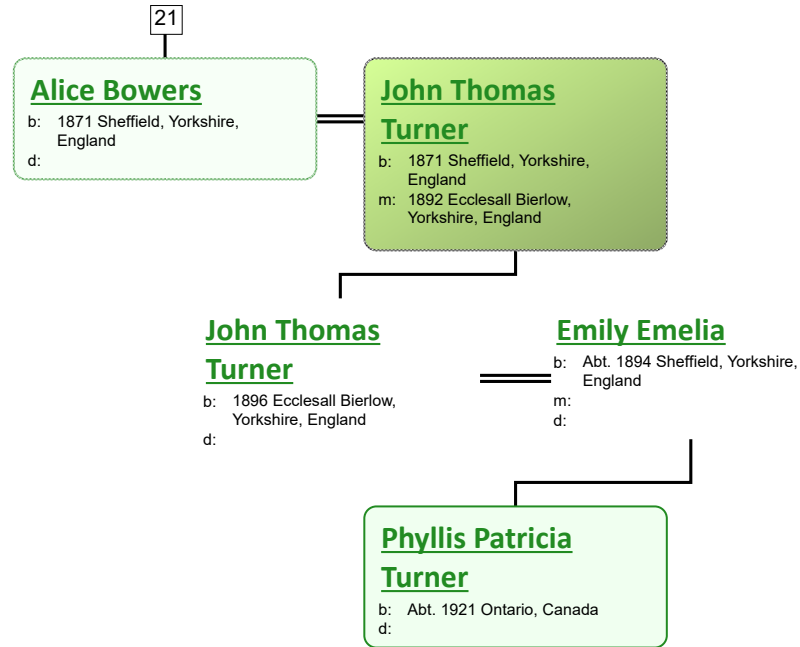 21
Alice Bowers
b: 1871 Sheffield, Yorkshire,
England
d:
John Thomas
Turner
b: 1871 Sheffield, Yorkshire,
England
m: 1892 Ecclesall Bierlow,
Yorkshire, England
John Thomas
Turner
b: 1896 Ecclesall Bierlow,
Yorkshire, England
d:
Emily Emelia
b: Abt. 1894 Sheffield, Yorkshire,
England
m:
d:
Phyllis Patricia
Turner
b: Abt. 1921 Ontario, Canada
d: